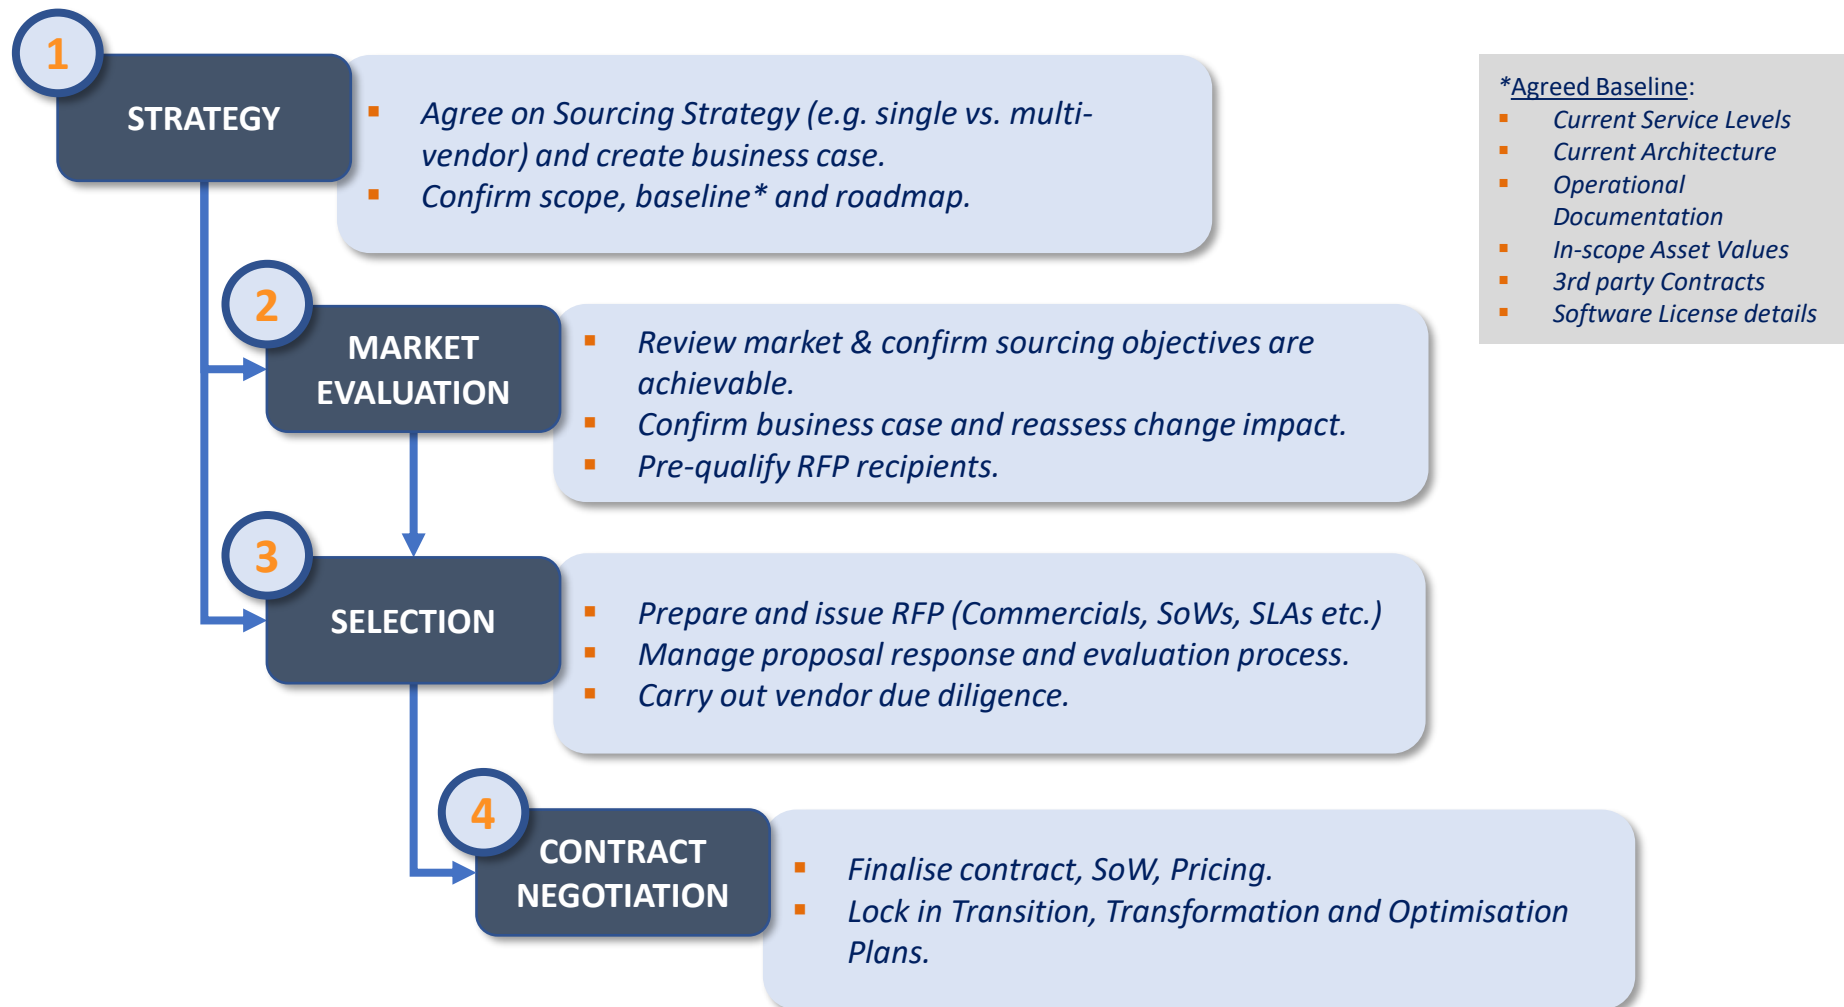 1
STRATEGY
Agree on Sourcing Strategy (e.g. single vs. multi-
vendor) and create business case.
Confirm scope, baseline* and roadmap.
*Agreed Baseline:
Current Service Levels
Current Architecture
Operational
Documentation
In-scope Asset Values
3rd party Contracts
Software License details
2
MARKET
EVALUATION
Review market & confirm sourcing objectives are
achievable.
Confirm business case and reassess change impact.
Pre-qualify RFP recipients.
3
SELECTION
Prepare and issue RFP (Commercials, SoWs, SLAs etc.)
Manage proposal response and evaluation process.
Carry out vendor due diligence.
4
CONTRACT
NEGOTIATION
Finalise contract, SoW, Pricing.
Lock in Transition, Transformation and Optimisation
Plans.